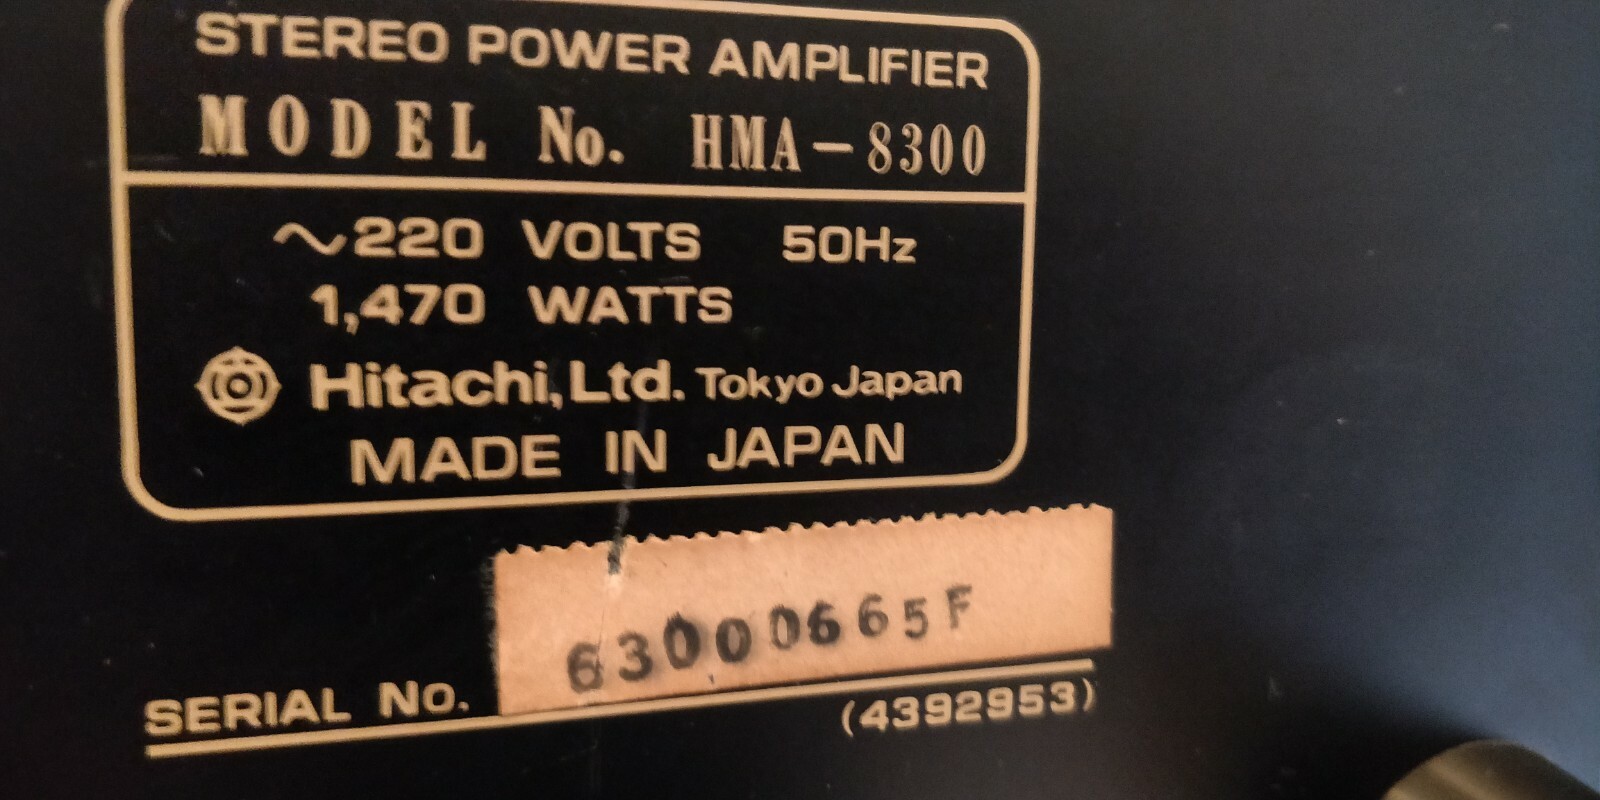 STEREO POWER AMPLIFIER
MODEL No. HMA-8300
~220 VOLTS 50Hz
1,470 WATTS
Hitachi, Ltd. Tokyo Japan
MADE IN JAPAN
63000665F
SERIAL No.
(4392953)